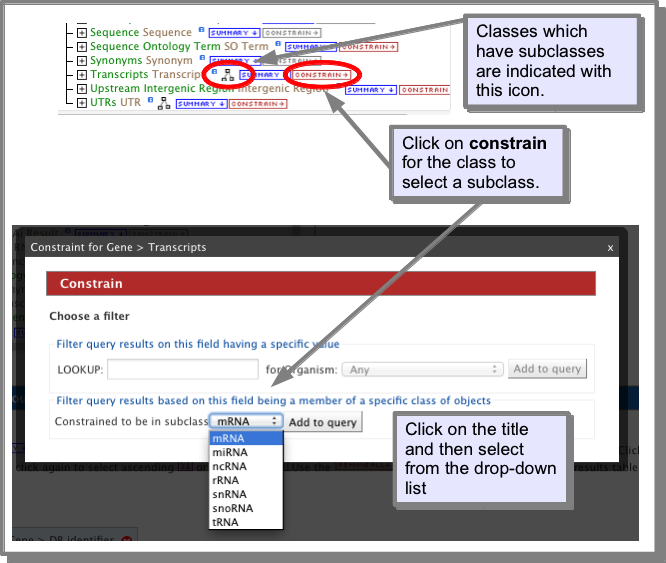 Sequence Sequence SUMMARY CONSTRAIN
Sequence Ontology Term SO Term SUMMARY CONSTRAIN
Synonyms Synonym SUMMARY CONSTRAIN
Transcripts Transcript SUMMARY CONSTRAIN
Upstream Intergenic Region Intergenic Region SUMMARY CONSTRAIN
UTRs UTR SUMMARY CONSTRAIN
Classes which
have subclasses
are indicated with
this icon.
Click on constrain
for the class to
select a subclass.
Constraint for Gene > Transcripts x
Constrain
Choose a filter
Filter query results on this field having a specific value
LOOKUP: for Organism: Any Add to query
Filter query results based on this field being a member of a specific class of objects
Constrained to be in subclass mRNA Add to query
mRNA
miRNA
ncRNA
rRNA
snRNA
snoRNA
tRNA
Click on the title
and then select
from the drop-down
list
click again to select ascending
Use the
results table
Gene > DB identifier